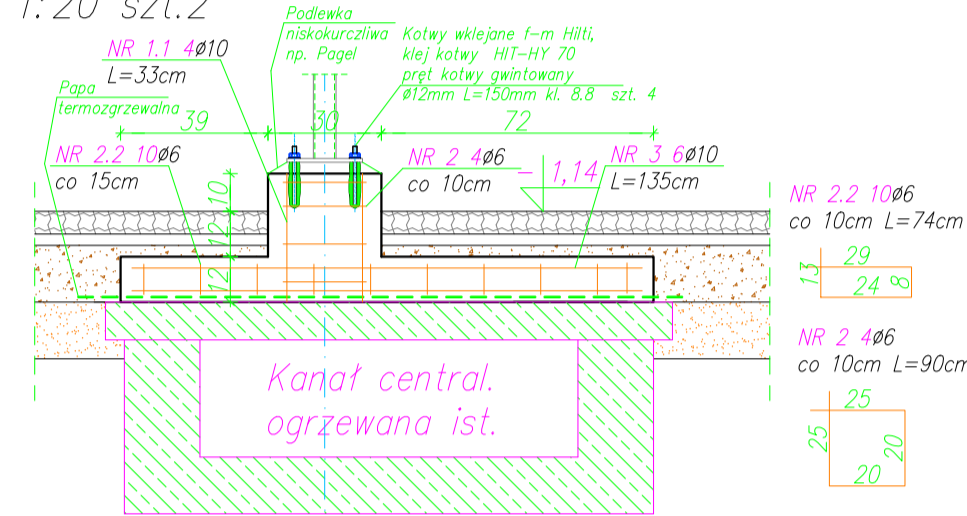 1:20 szt.2
Podlewka
niskokurczliwa
np. Pagel
Kotwy wklejane f-m Hilti,
klej kotwy HIT-HY 70
pręt kotwy gwintowany
ø12mm L=150mm kl. 8.8 szt. 4
NR 1.1 4ø10
L=33cm
Papa
termozgrzewalna
39
30
72
NR 2.2 10ø6
co 15cm
NR 2 4ø6
co 10cm
- 1,14
NR 3 6ø10
L=135cm
10
12
12
NR 2.2 10ø6
co 10cm L=74cm
29
13
24
8
NR 2 4ø6
co 10cm L=90cm
25
25
20
20
Kanał central.
ogrzewana ist.